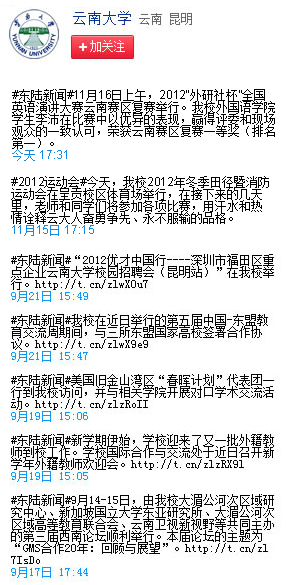 云南大学 云南 昆明
+加关注
#东陆新闻#11月16日上午，2012“外研社杯”全国
英语演讲大赛云南赛区复赛举行。我校外国语学院
学生李沛在比赛中以优异的表现，赢得评委和现场
观众的一致认可，荣获云南赛区复赛一等奖（排名
第一）。
今天 17:31
#2012运动会#今天，我校2012年冬季田径暨消防
运动会在呈贡校区体育场举行，在接下来的几天
里，老师和同学们将参加各项比赛，用汗水和热
情诠释云大人奋勇争先、永不服输的品格。
11月15日 17:15
#东陆新闻#“2012优才中国行----深圳市福田区重
点企业云南大学校园招聘会（昆明站）”在我校举
行。http://t.cn/zlwXOu7
9月21日 15:49
#东陆新闻#我校在近日举行的第五届中国-东盟教
育交流周期间，与三所东盟国家高校签署合作协
议。http://t.cn/zlwX9e9
9月21日 15:47
#东陆新闻#美国旧金山湾区“春晖计划”代表团一
行到我校访问，并与相关学院开展对口学术交流活
动。http://t.cn/zlzRoII
9月19日 15:06
#东陆新闻#新学期伊始，学校迎来了又一批外籍教
师到校工作。学校国际合作与交流处于近日召开新
学年外籍教师欢迎会。http://t.cn/zlzRX9l
9月19日 15:05
#东陆新闻#9月14-15日，由我校大湄公河次区域研
究中心、新加坡国立大学东亚研究所、大湄公河次
区域高等教育联合会、云南卫视新视野等共同主办
的第三届西南论坛顺利举行。本届论坛的主题为
“GMS合作20年：回顾与展望”。http://t.cn/zl
7IsDo
9月17日 17:44